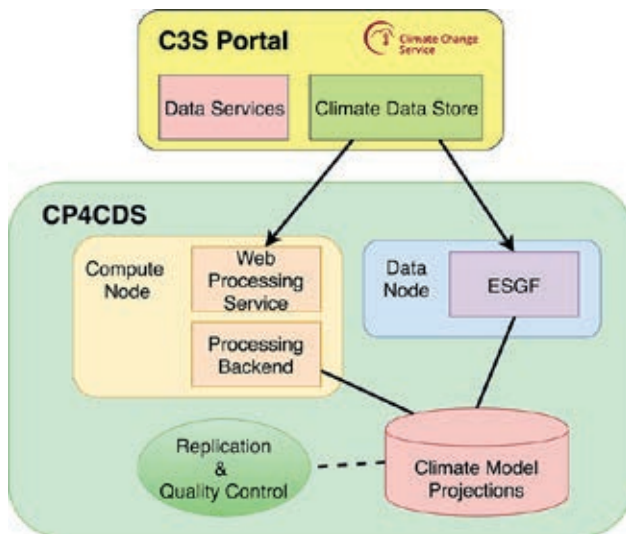 C3S Portal
Climate Change
Service
Data Services
Climate Data Store
CP4CDS
Compute
Node
Web
Processing
Service
Processing
Backend
Data
Node
ESGF
Replication
&
Quality Control
Climate Model
Projections